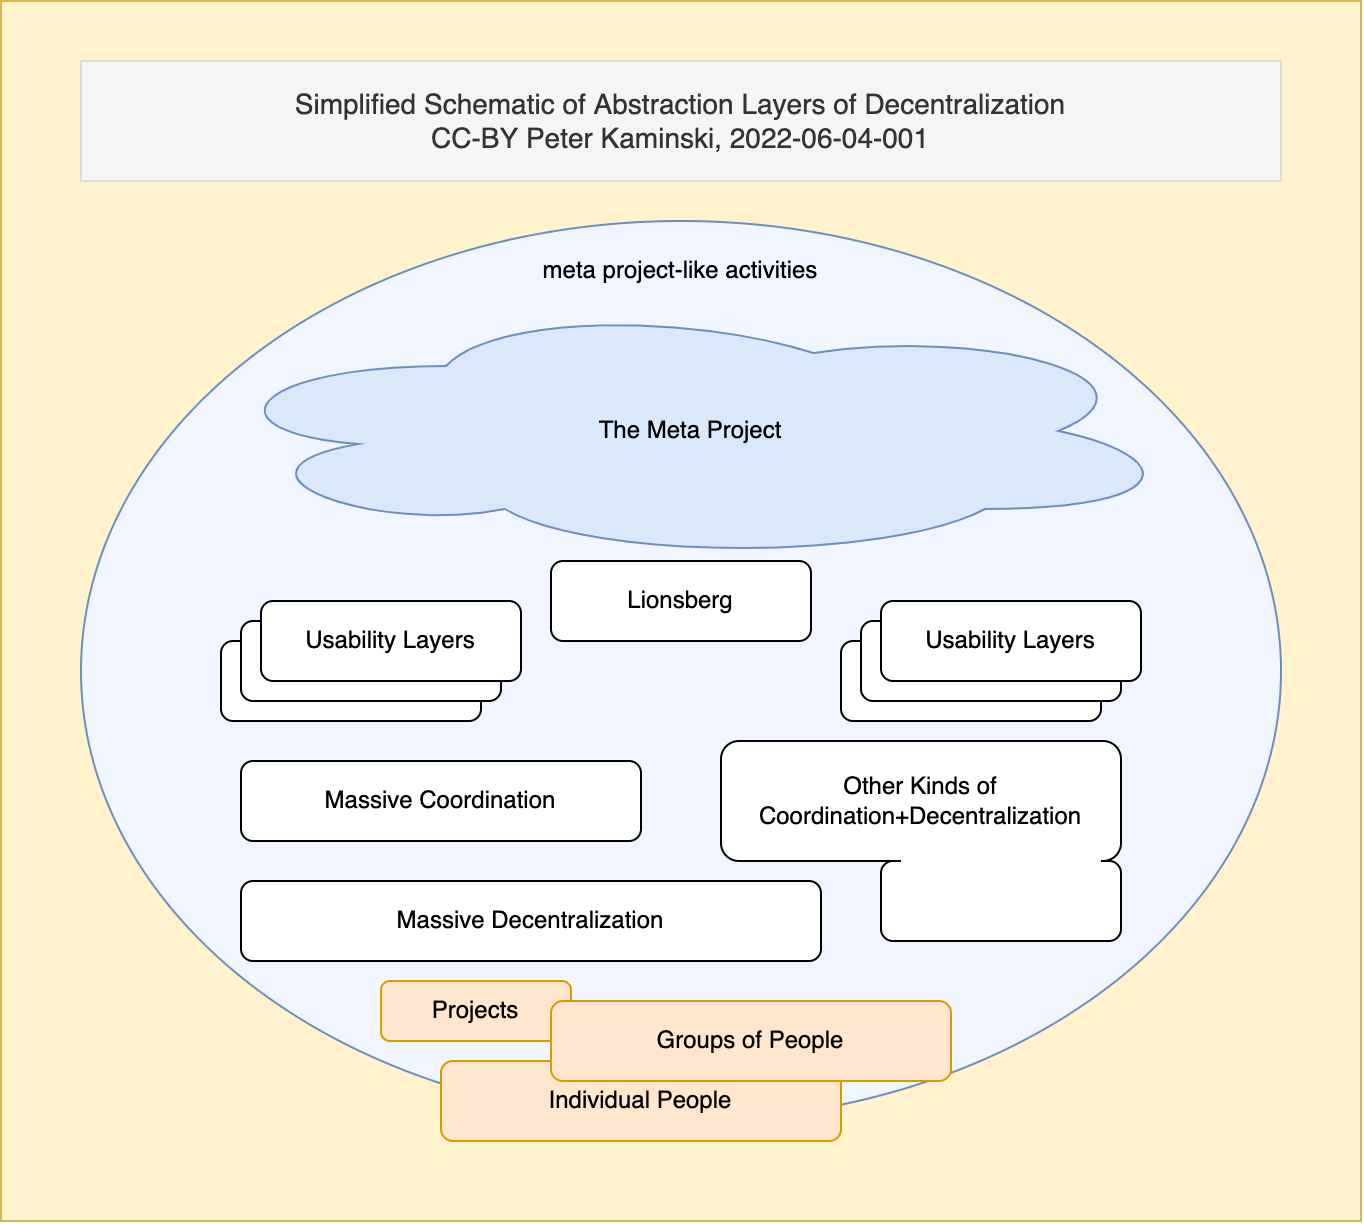 Simplified Schematic of Abstraction Layers of Decentralization
CC-BY Peter Kaminski, 2022-06-04-001
meta project-like activities
The Meta Project
Lionsberg
Usability Layers
Usability Layers
Massive Coordination
Other Kinds of
Coordination+Decentralization
Massive Decentralization
Projects
Groups of People
Individual People